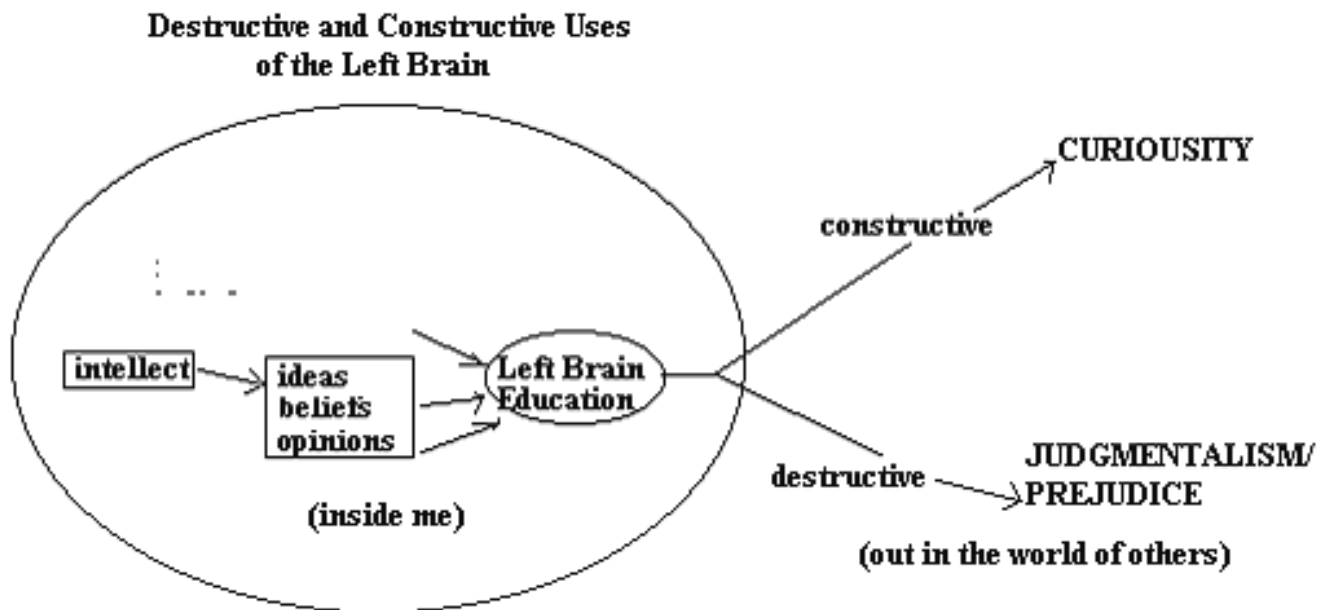 Destructive and Constructive Uses
of the Left Brain
CURIOUSITY
constructive
intellect
ideas
beliefs
opinions
Left Brain
Education
destructive
JUDGMENTALISM/
PREJUDICE
(inside me)
(out in the world of others)